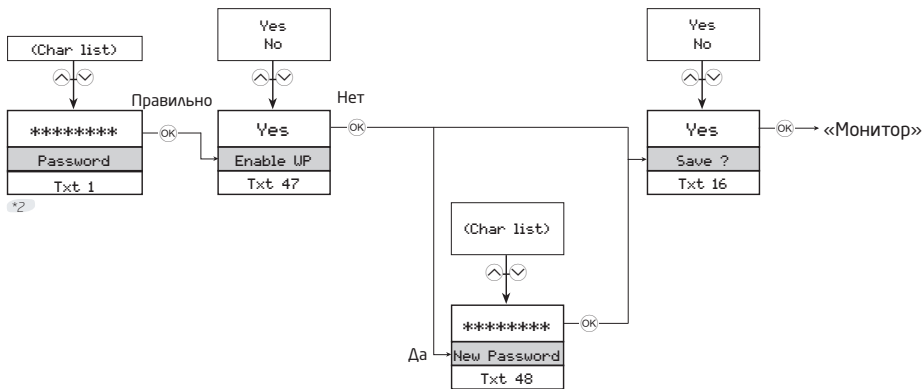 (Char list)
********
Password
Txt 1
*2
Правильно
OK
Yes
No
Yes
Enable WP
Txt 47
Нет
OK
Да
(Char list)
********
New Password
Txt 48
OK
Yes
No
Yes
Save ?
Txt 16
OK
«Монитор»